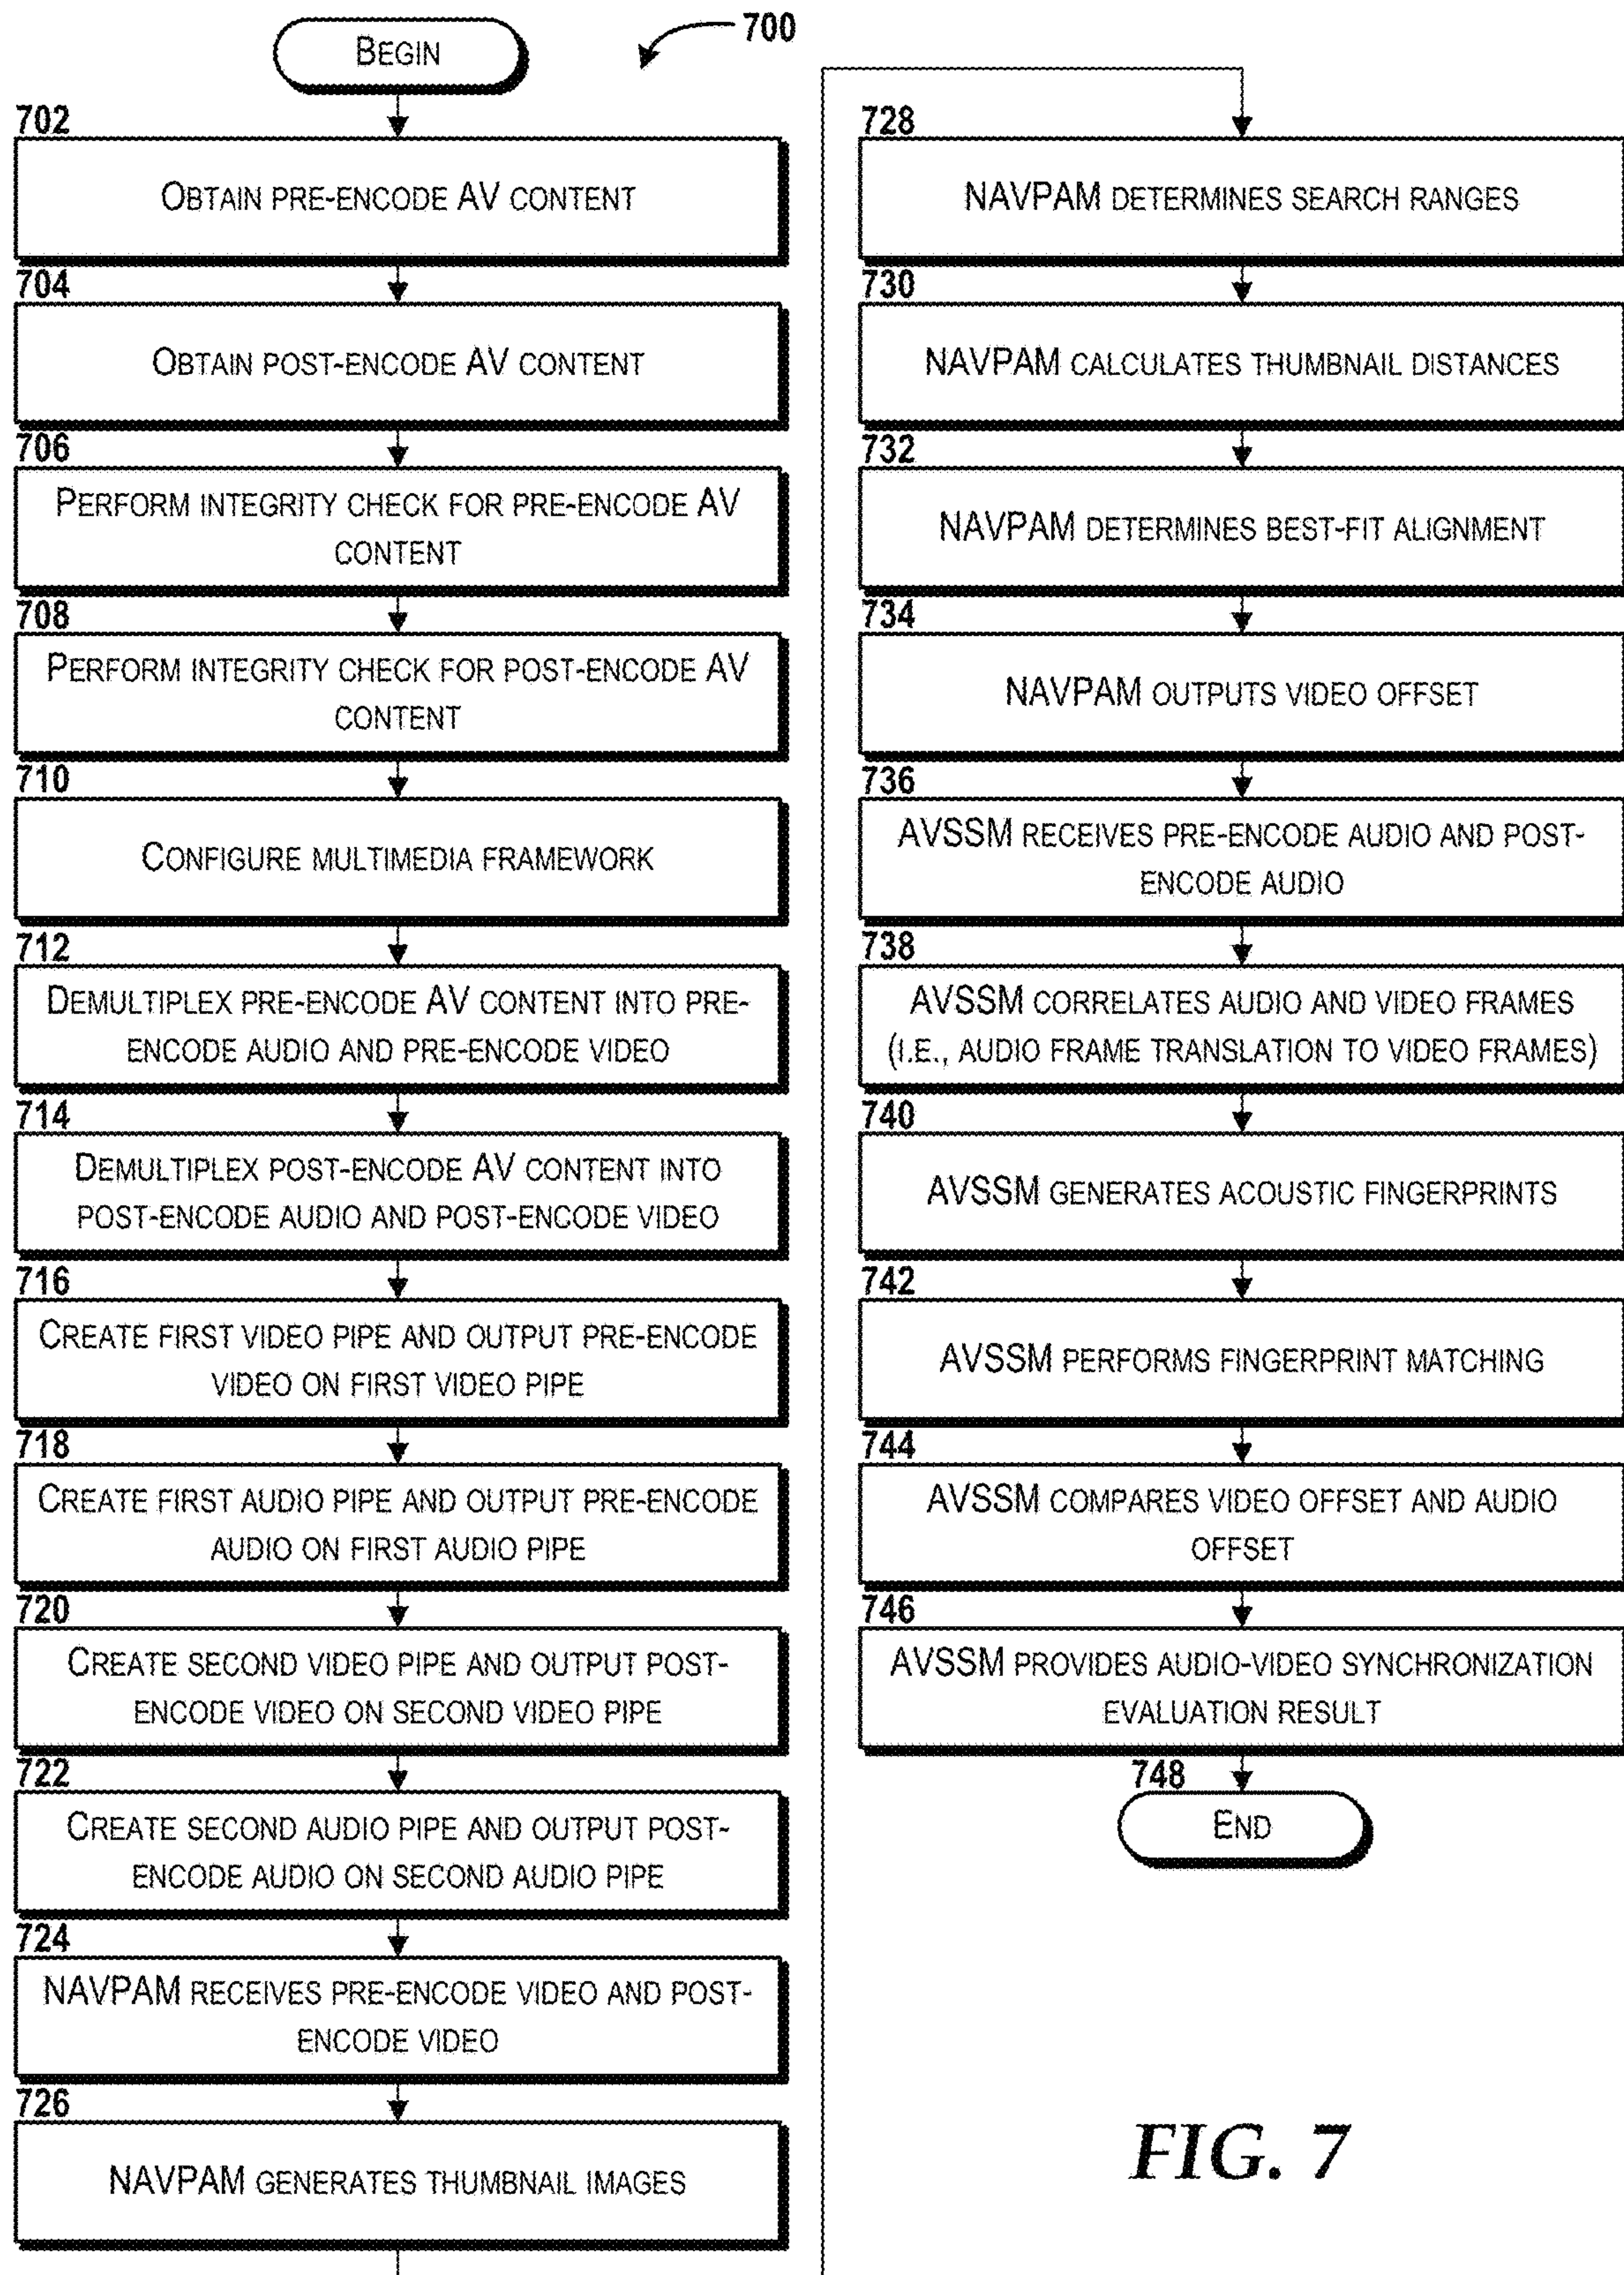 BEGIN
700
702
OBTAIN PRE-ENCODE AV CONTENT
704
OBTAIN POST-ENCODE AV CONTENT
706
PERFORM INTEGRITY CHECK FOR PRE-ENCODE AV
CONTENT
708
PERFORM INTEGRITY CHECK FOR POST-ENCODE AV
CONTENT
710
CONFIGURE MULTIMEDIA FRAMEWORK
712
DEMULTIPLEX PRE-ENCODE AV CONTENT INTO PRE-
ENCODE AUDIO AND PRE-ENCODE VIDEO
714
DEMULTIPLEX POST-ENCODE AV CONTENT INTO
POST-ENCODE AUDIO AND POST-ENCODE VIDEO
716
CREATE FIRST VIDEO PIPE AND OUTPUT PRE-ENCODE
VIDEO ON FIRST VIDEO PIPE
718
CREATE FIRST AUDIO PIPE AND OUTPUT PRE-ENCODE
AUDIO ON FIRST AUDIO PIPE
720
CREATE SECOND VIDEO PIPE AND OUTPUT POST-
ENCODE VIDEO ON SECOND VIDEO PIPE
722
CREATE SECOND AUDIO PIPE AND OUTPUT POST-
ENCODE AUDIO ON SECOND AUDIO PIPE
724
NAVPAM RECEIVES PRE-ENCODE VIDEO AND POST-
ENCODE VIDEO
726
NAVPAM GENERATES THUMBNAIL IMAGES
728
NAVPAM DETERMINES SEARCH RANGES
730
NAVPAM CALCULATES THUMBNAIL DISTANCES
732
NAVPAM DETERMINES BEST-FIT ALIGNMENT
734
NAVPAM OUTPUTS VIDEO OFFSET
736
AVSSM RECEIVES PRE-ENCODE AUDIO AND POST-
ENCODE AUDIO
738
AVSSM CORRELATES AUDIO AND VIDEO FRAMES
(I.E., AUDIO FRAME TRANSLATION TO VIDEO FRAMES)
740
AVSSM GENERATES ACOUSTIC FINGERPRINTS
742
AVSSM PERFORMS FINGERPRINT MATCHING
744
AVSSM COMPARES VIDEO OFFSET AND AUDIO
OFFSET
746
AVSSM PROVIDES AUDIO-VIDEO SYNCHRONIZATION
EVALUATION RESULT
748
END
FIG. 7